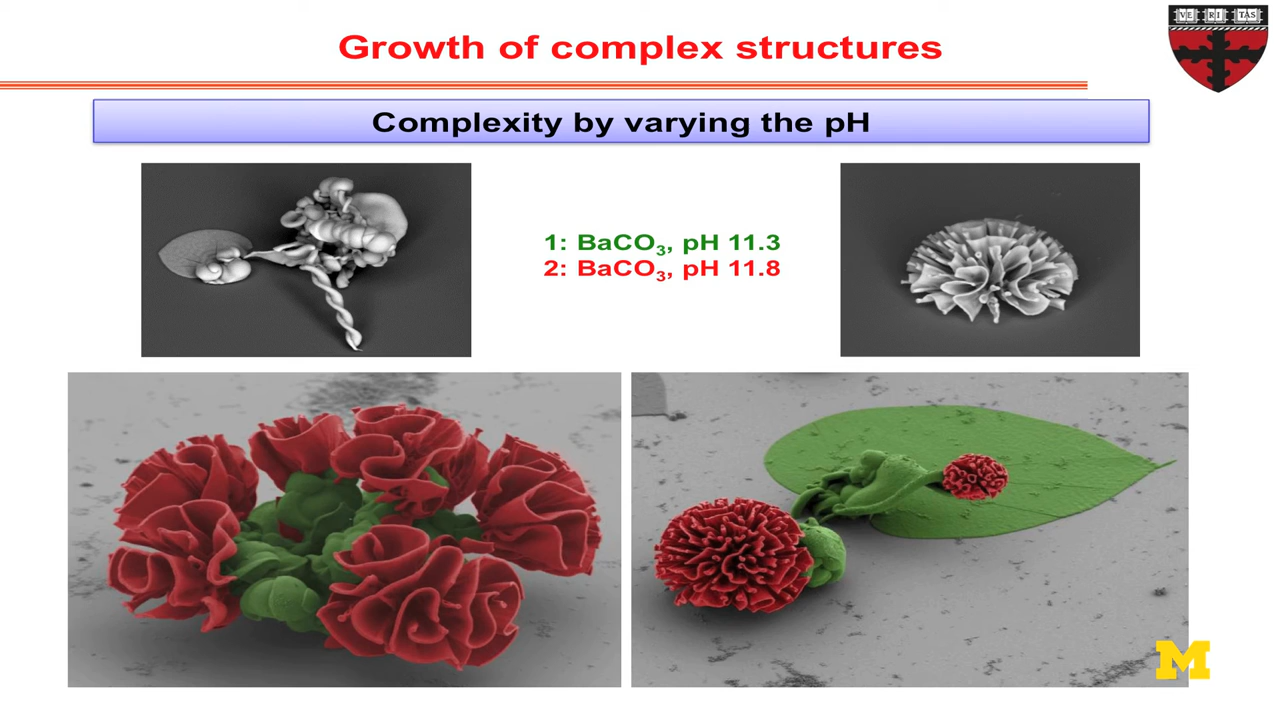 Growth of complex structures
VE RI TAS
Complexity by varying the pH
1: BaCO₃, pH 11.3
2: BaCO₃, pH 11.8
M